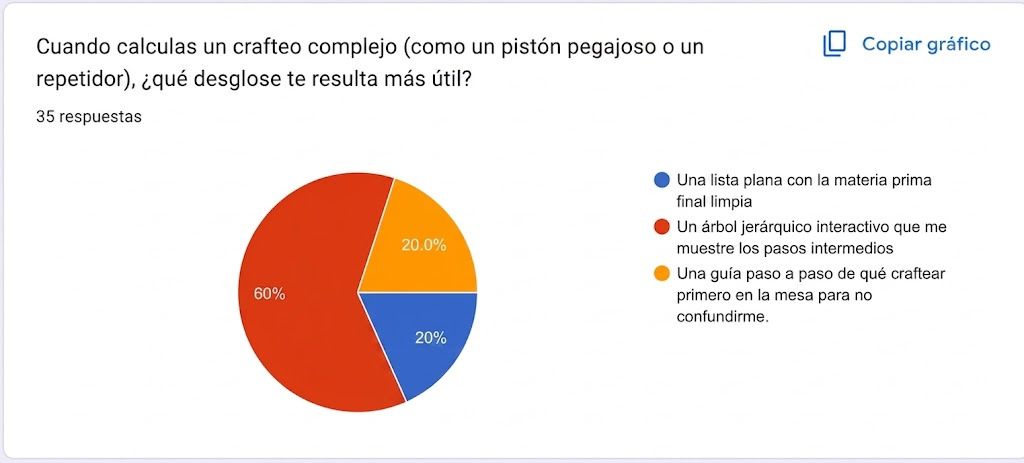 Cuando calculas un crafteo complejo (como un pistón pegajoso o un
repetidor), ¿qué desglose te resulta más útil?
Copiar gráfico
35 respuestas
20.0%
60%
20%
Una lista plana con la materia prima
final limpia
Un árbol jerárquico interactivo que me
muestre los pasos intermedios
Una guía paso a paso de qué craftear
primero en la mesa para no
confundirme.